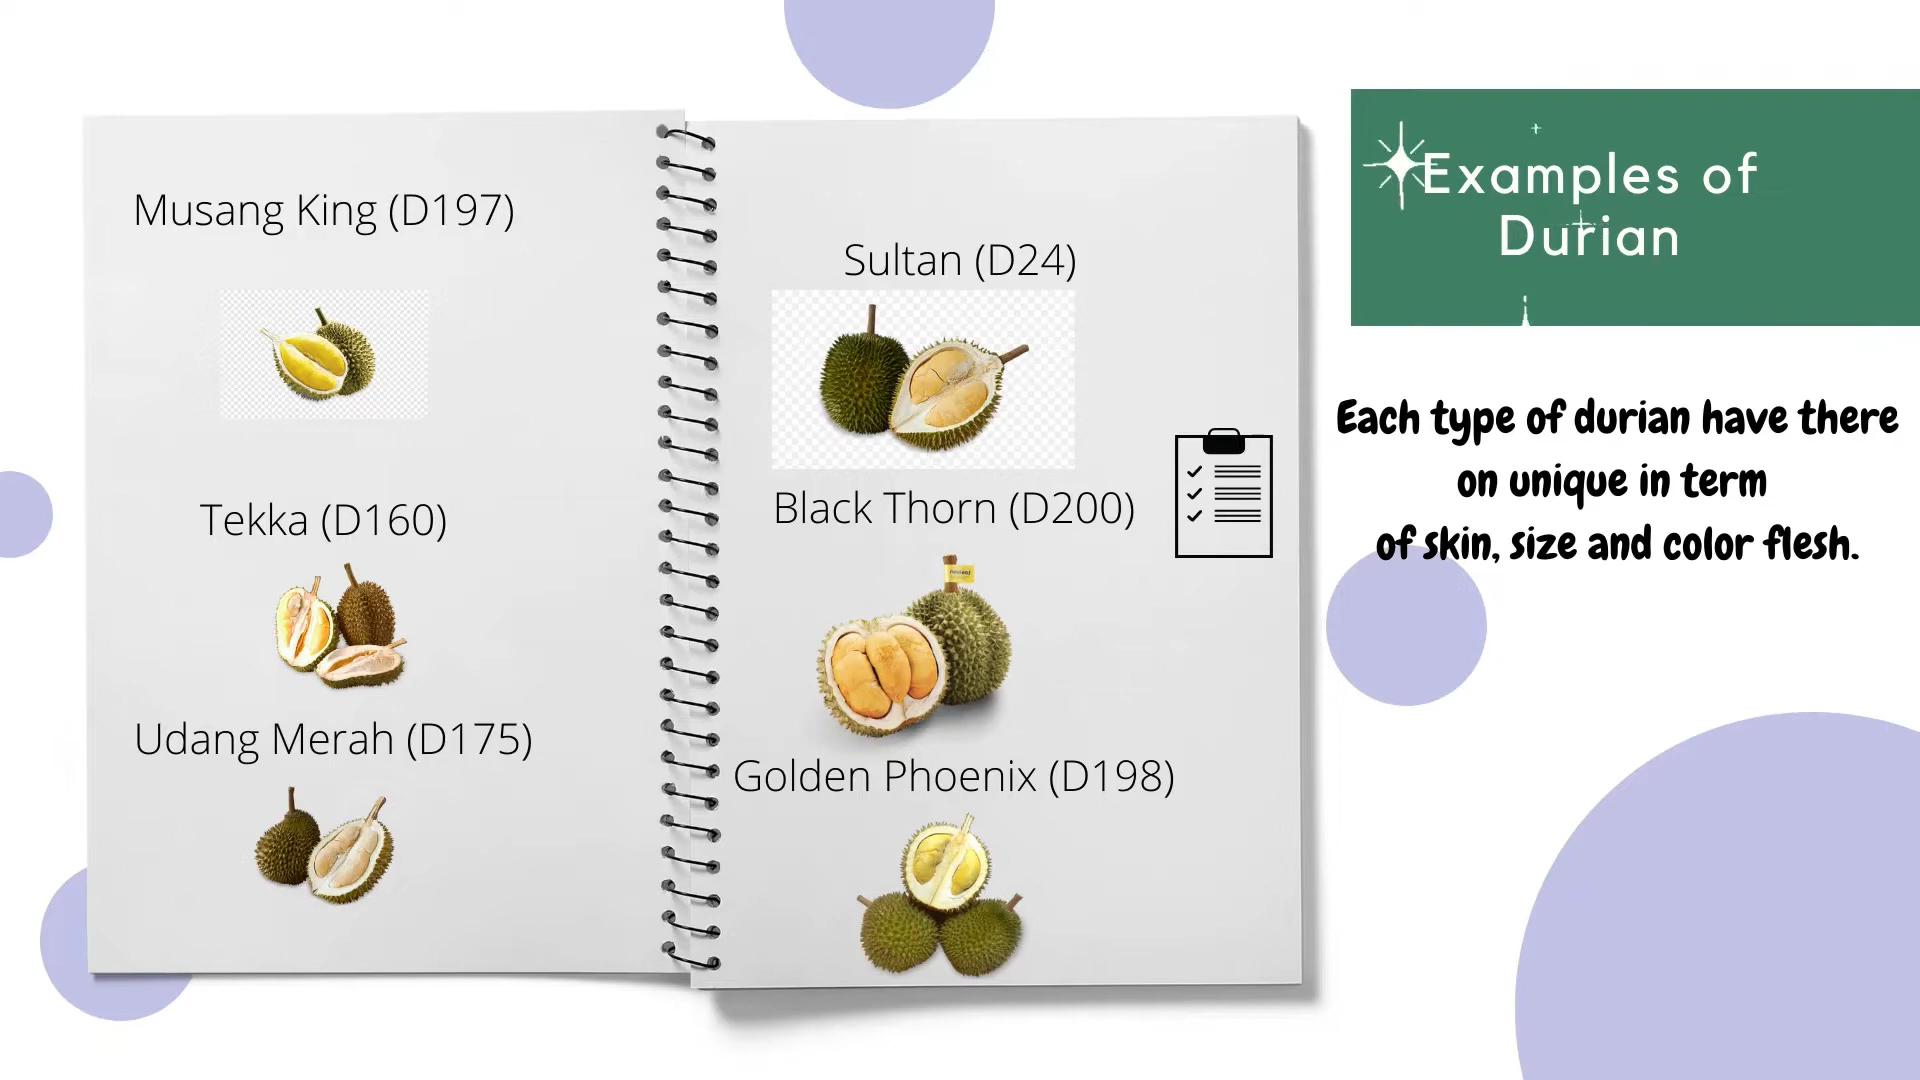 Musang King (D197)
Tekka (D160)
Udang Merah (D175)
Sultan (D24)
Black Thorn (D200)
Golden Phoenix (D198)
Examples of
Durian
Each type of durian have there
on unique in term
of skin, size and color flesh.